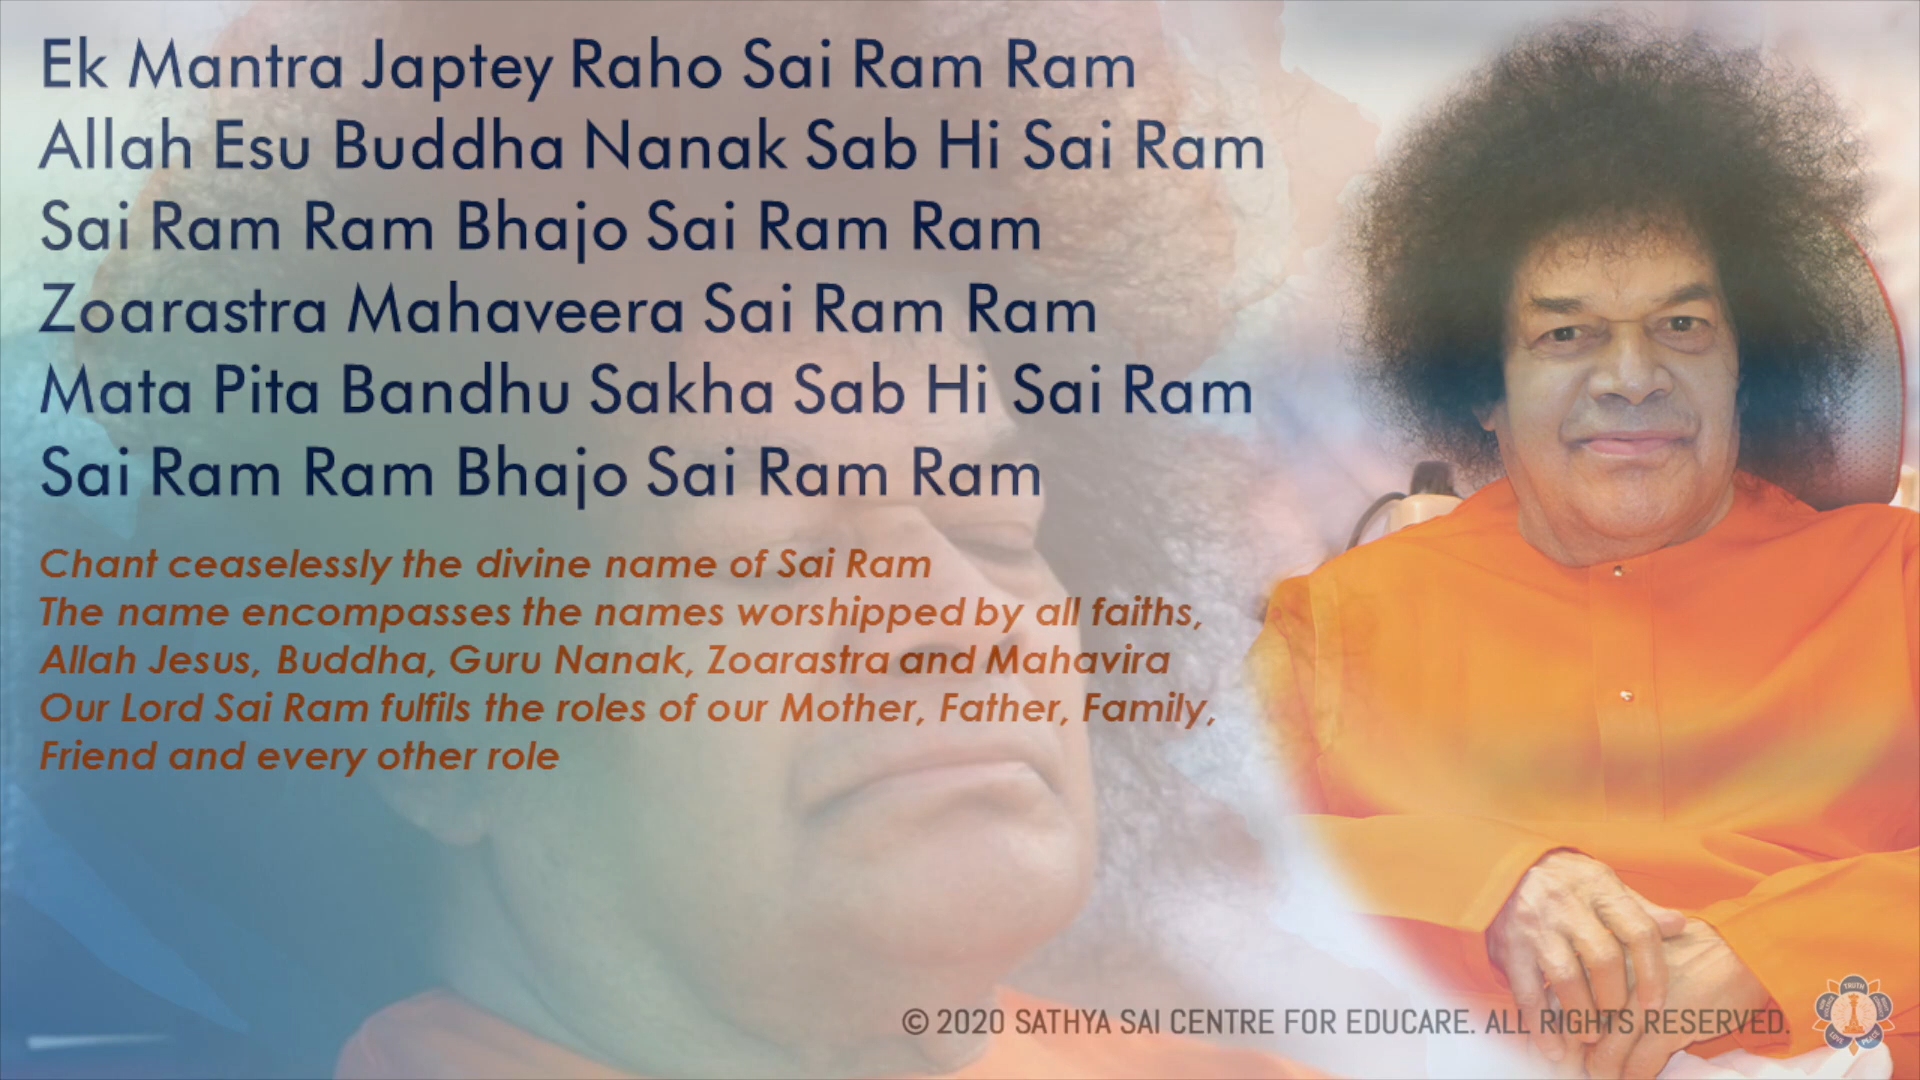 Ek Mantra Japtey Raho Sai Ram Ram
Allah Esu Buddha Nanak Sab Hi Sai Ram
Sai Ram Ram Bhajo Sai Ram Ram
Zoarastra Mahaveera Sai Ram Ram
Mata Pita Bandhu Sakha Sab Hi Sai Ram
Sai Ram Ram Bhajo Sai Ram Ram
Chant ceaselessly the divine name of Sai Ram
The name encompasses the names worshipped by all faiths,
Allah Jesus, Buddha, Guru Nanak, Zoarastra and Mahavira
Our Lord Sai Ram fulfils the roles of our Mother, Father, Family,
Friend and every other role
© 2020 SATHYA SAI CENTRE FOR EDUCARE. ALL RIGHTS RESERVED.
TRUTH
LOVE